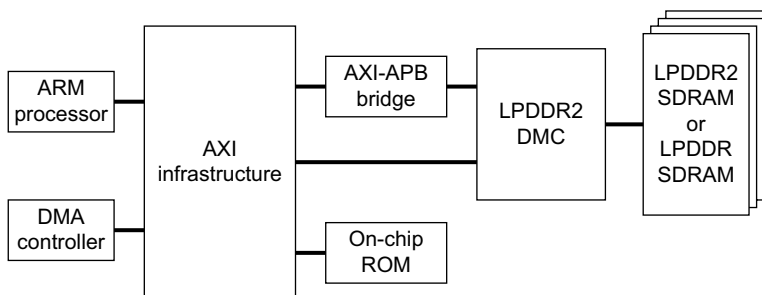 ARM
processor
DMA
controller
AXI
infrastructure
AXI-APB
bridge
On-chip
ROM
LPDDR2
DMC
LPDDR2
SDRAM
or
LPDDR
SDRAM